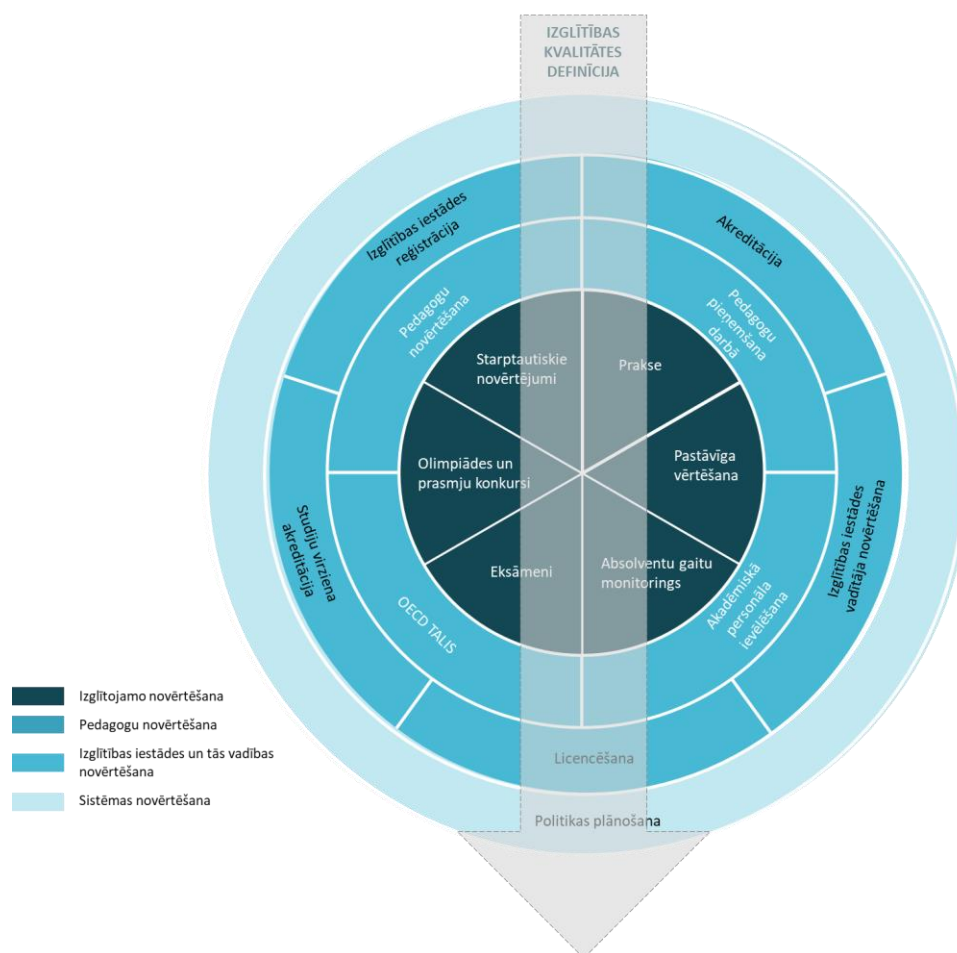 IZGLĪTĪBAS
KVALITĀTES
DEFINĪCIJA
Izglītības iestādes
reģistrācija
Akreditācija
Pedagogu
novērtēšana
Pedagogu
pieņemšana
darbā
Starptautiskie
novērtējumi
Prakse
Olimpiādes un
prasmju konkursi
Pastāvīga
vērtēšana
Eksāmeni
Absolventu gaitu
monitorings
Studiju virziena
akreditācija
Izglītības iestādes
vadītāja novērtēšana
OECD TALIS
Akadēmiskā
personāla
ievēlēšana
Licencēšana
Politikas plānošana
Izglītojamo novērtēšana
Pedagogu novērtēšana
Izglītības iestādes un tās vadības
novērtēšana
Sistēmas novērtēšana